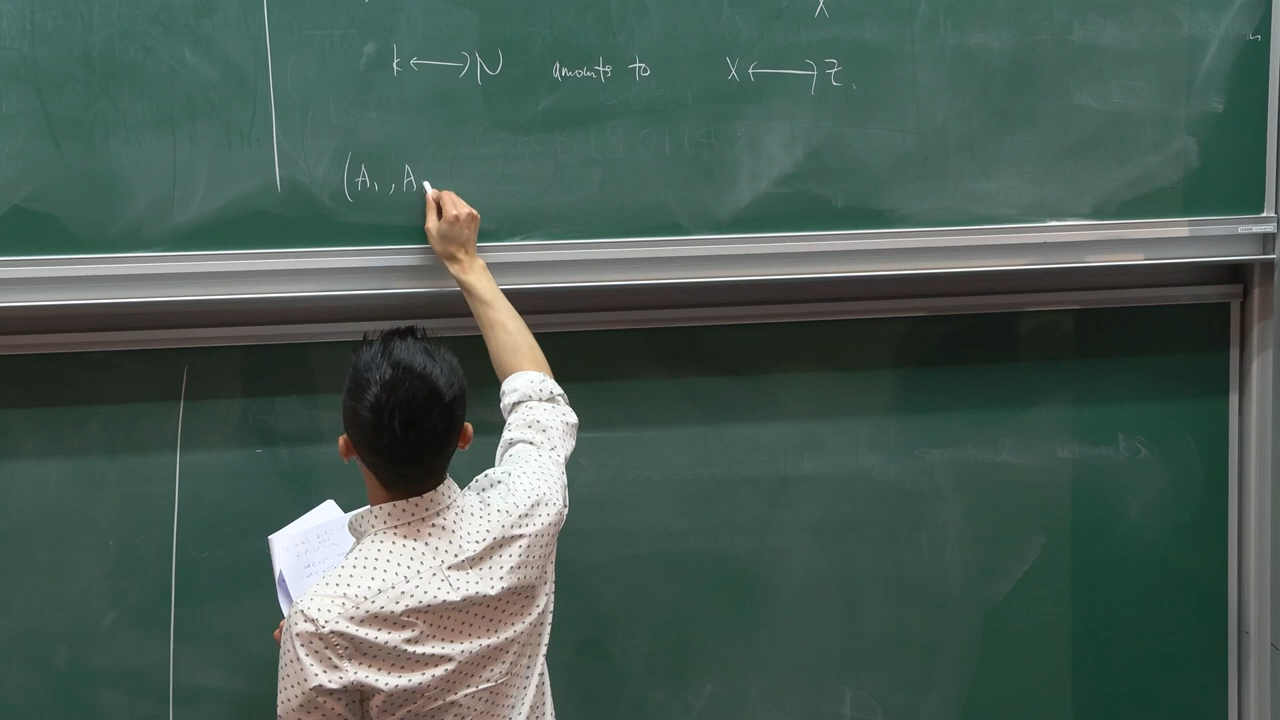 X
k ⟷ N amounts to X ⟷ Z.
(A₁, A